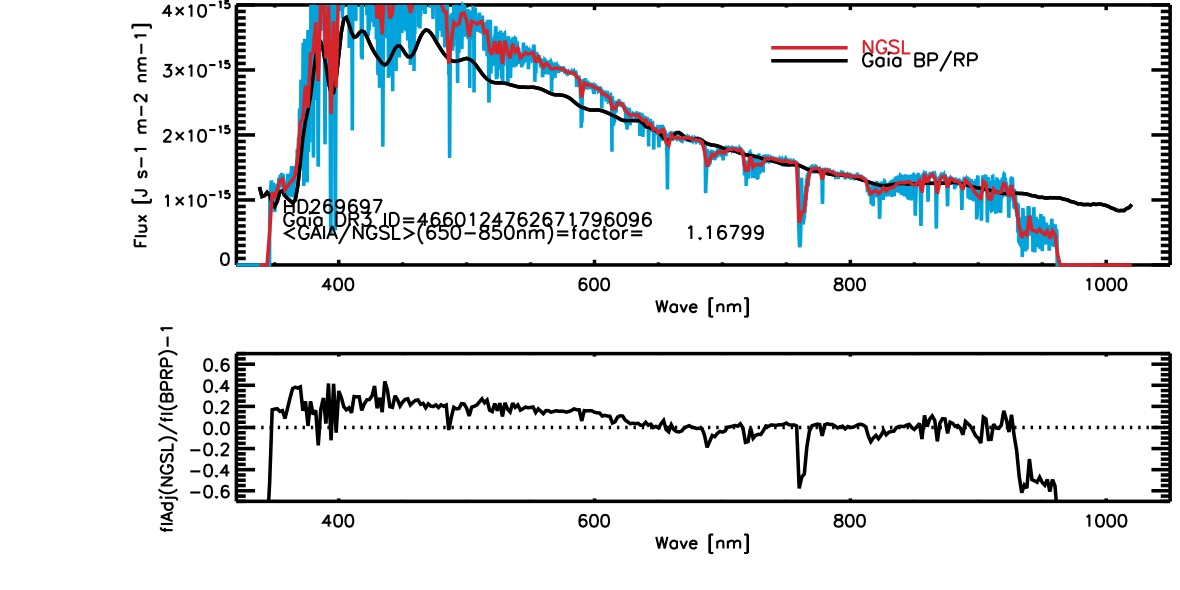 4×10−15
3×10−15
2×10−15
1×10−15
0
Flux [J s−1 m−2 nm−1]
NGSL
Gaia BP/RP
HD269697
Gaia DR3 ID=4660124762671796096
<GAIA/NGSL>(650−850nm)=factor= 1.16799
400 600 800 1000
Wave [nm]
0.6
0.4
0.2
0.0
−0.2
−0.4
−0.6
flAdj(NGSL)/fl(BPRP)−1
400 600 800 1000
Wave [nm]